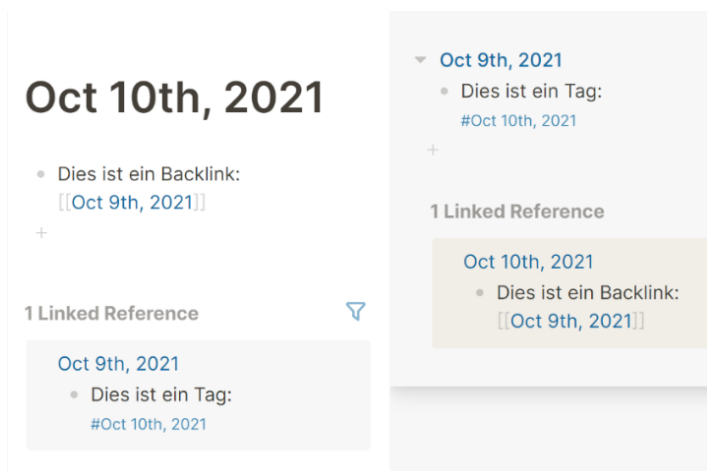 Oct 10th, 2021
Dies ist ein Backlink:
[[Oct 9th, 2021]]
1 Linked Reference
Oct 9th, 2021
Dies ist ein Tag:
#Oct 10th, 2021
Oct 9th, 2021
Dies ist ein Tag:
#Oct 10th, 2021
1 Linked Reference
Oct 10th, 2021
Dies ist ein Backlink:
[[Oct 9th, 2021]]